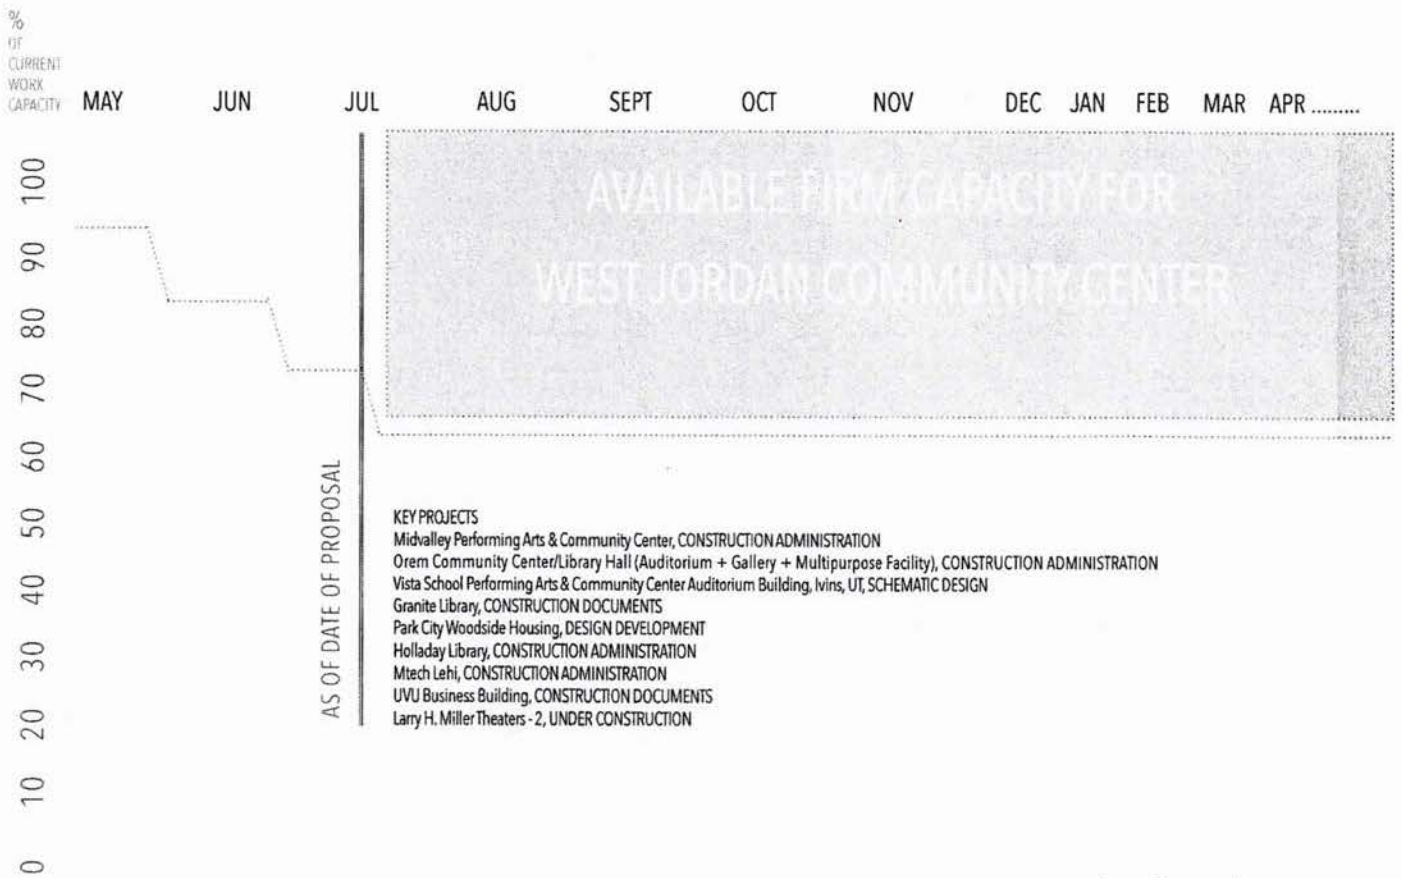 %
OF
CURRENT
WORK
CAPACITY
MAY JUN JUL AUG SEPT OCT NOV DEC JAN FEB MAR APR .........
100
90
80
70
60
50
40
30
20
10
0
AVAILABLE FIRM CAPACITY FOR
WEST JORDAN COMMUNITY CENTER
AS OF DATE OF PROPOSAL
KEY PROJECTS
Midvalley Performing Arts & Community Center, CONSTRUCTION ADMINISTRATION
Orem Community Center/Library Hall (Auditorium + Gallery + Multipurpose Facility), CONSTRUCTION ADMINISTRATION
Vista School Performing Arts & Community Center Auditorium Building, Ivins, UT, SCHEMATIC DESIGN
Granite Library, CONSTRUCTION DOCUMENTS
Park City Woodside Housing, DESIGN DEVELOPMENT
Holladay Library, CONSTRUCTION ADMINISTRATION
Mtech Lehi, CONSTRUCTION ADMINISTRATION
UVU Business Building, CONSTRUCTION DOCUMENTS
Larry H. Miller Theaters - 2, UNDER CONSTRUCTION